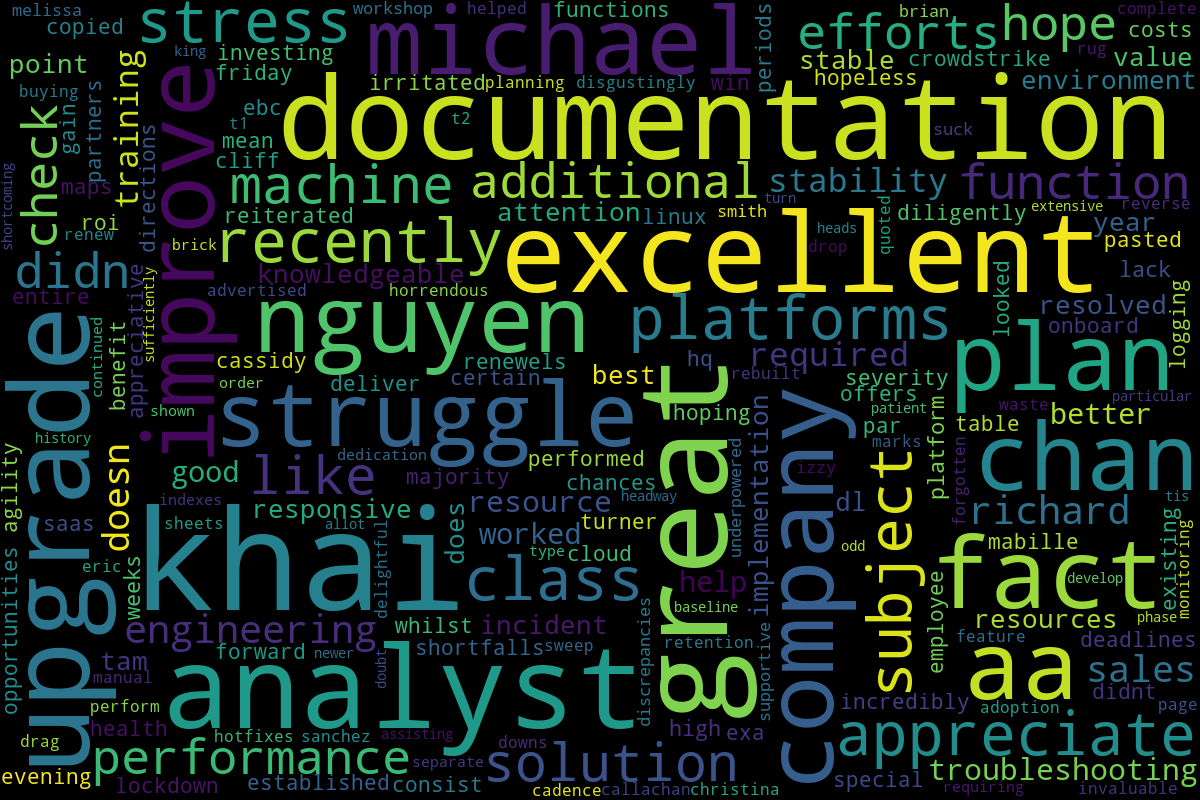 melissa
copied
stress
workshop
helped
functions
michael
periods
efforts
brian
hope
complete
costs
rug
king
investing
point
friday
buying
training
irritated
planning
disgustingly
win
stable
crowdstrike
value
hopeless
environment
gain
partners
ebc
t1
t2
documentation
suck
mean
cliff
check
improve
directions
machine
additional
stability
function
shortcoming
maps
roi
renew
reiterated
attention
linux
smith
turn
heads
quoted
diligently
extensive
reverse
year
brick
recently
excellent
drop
pasted
didn
knowledgeable
lack
entire
sufficiently
advertised
horrendous
looked
resolved
logging
appreciative
nguyen
platforms
onboard
continued
benefit
cassidy
renewels
hq
required
plan
order
deliver
certain
best
rebuilt
severity
offers
particular
shown
struggle
great
hoping
patient
waste
par
table
better
upgrade
history
dedication
performed
marks
platform
chan
agility
doesn
good
like
majority
chances
izzy
forgotten
tis
indexes
responsive
resource
headway
underpowered
implementation
company
dl
richard
saas
sheets
allot
does
worked
turner
subject
odd
mabille
existing
monitoring
eric
khai
type
cloud
fact
develop
opportunities
weeks
delightful
class
help
baseline
employee
phase
engineering
whilst
incident
resources
tam
forward
newer
shortfalls
sweep
discrepancies
retention
supportive
feature
deadlines
manual
doubt
analyst
aa
sales
didnt
perform
incredibly
adoption
page
health
high
exa
drag
hotfixes
sanchez
assisting
appreciate
evening
performance
separate
downs
solution
troubleshooting
lockdown
established
consist
cadence
callachan
christina
special
requiring
invaluable